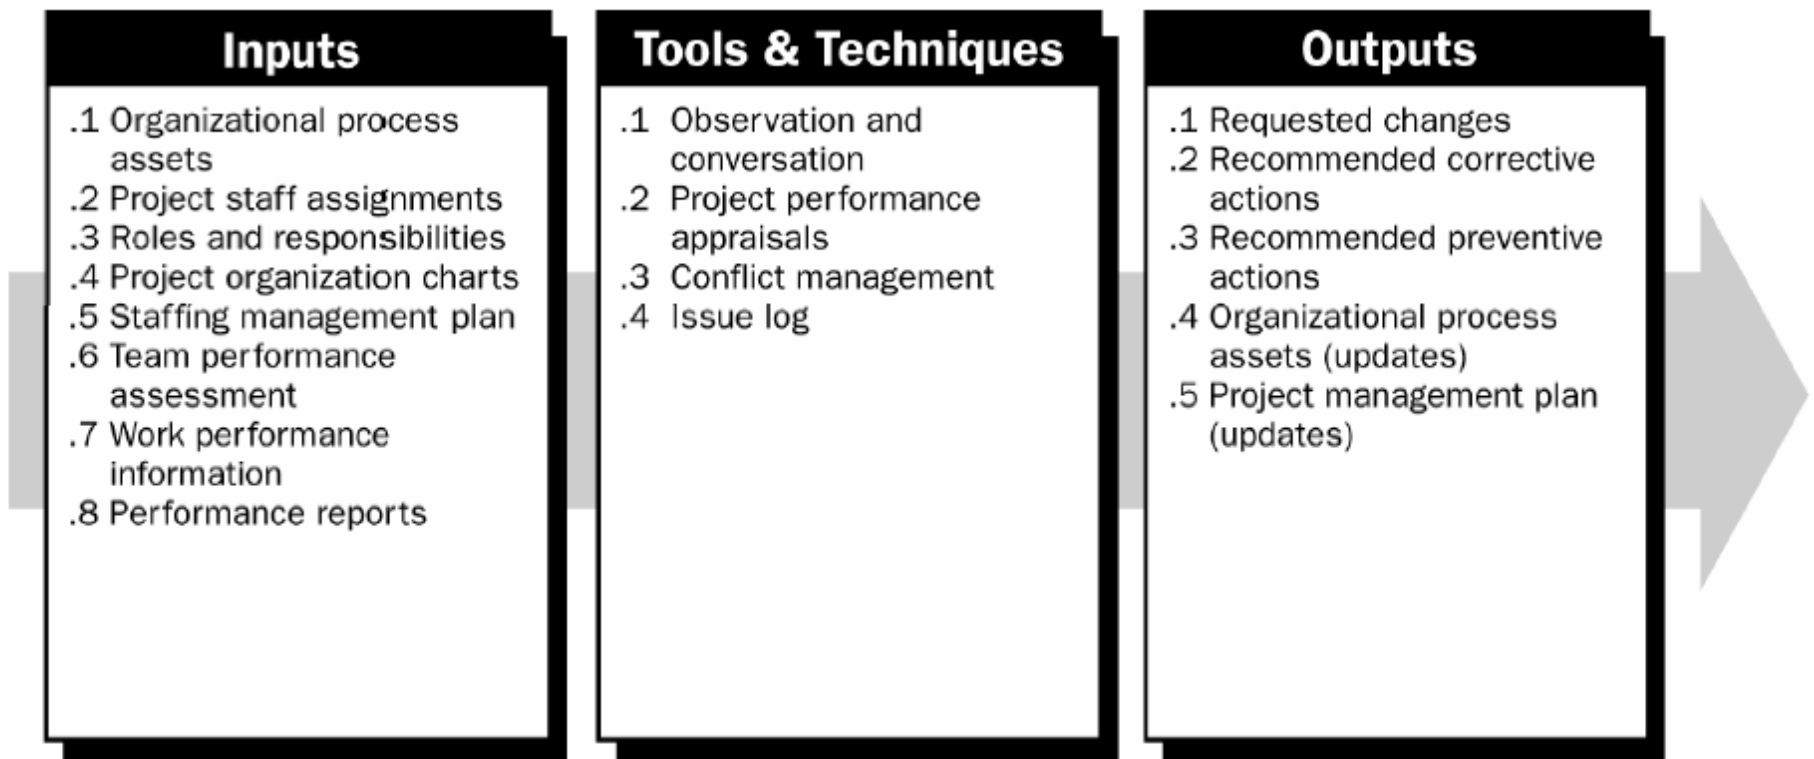 Inputs
.1 Organizational process
assets
.2 Project staff assignments
.3 Roles and responsibilities
.4 Project organization charts
.5 Staffing management plan
.6 Team performance
assessment
.7 Work performance
information
.8 Performance reports
Tools & Techniques
.1 Observation and
conversation
.2 Project performance
appraisals
.3 Conflict management
.4 Issue log
Outputs
.1 Requested changes
.2 Recommended corrective
actions
.3 Recommended preventive
actions
.4 Organizational process
assets (updates)
.5 Project management plan
(updates)